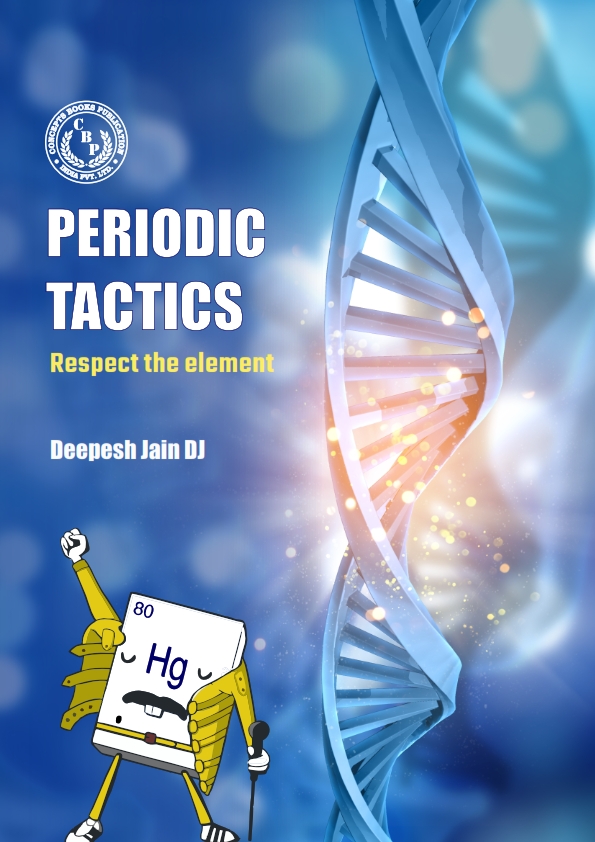 CONCEPTS BOOKS PUBLICATION
C
B
P
INDIA PVT. LTD.
PERIODIC
TACTICS
Respect the element
Deepesh Jain DJ
80
Hg